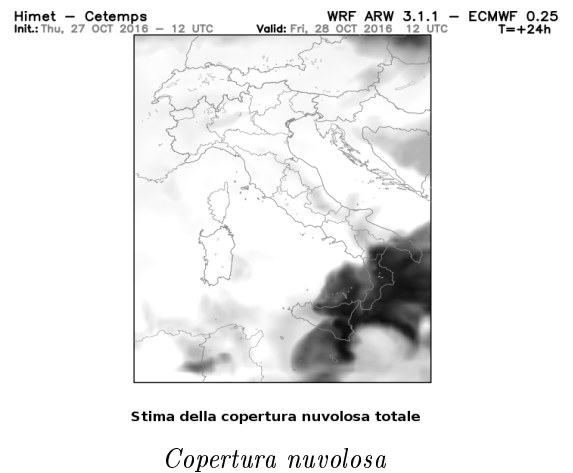 Himet − Cetemps WRF ARW 3.1.1 − ECMWF 0.25
Init.: Thu, 27 OCT 2016 − 12 UTC Valid: Fri, 28 OCT 2016 12 UTC T=+24h
Stima della copertura nuvolosa totale
Copertura nuvolosa